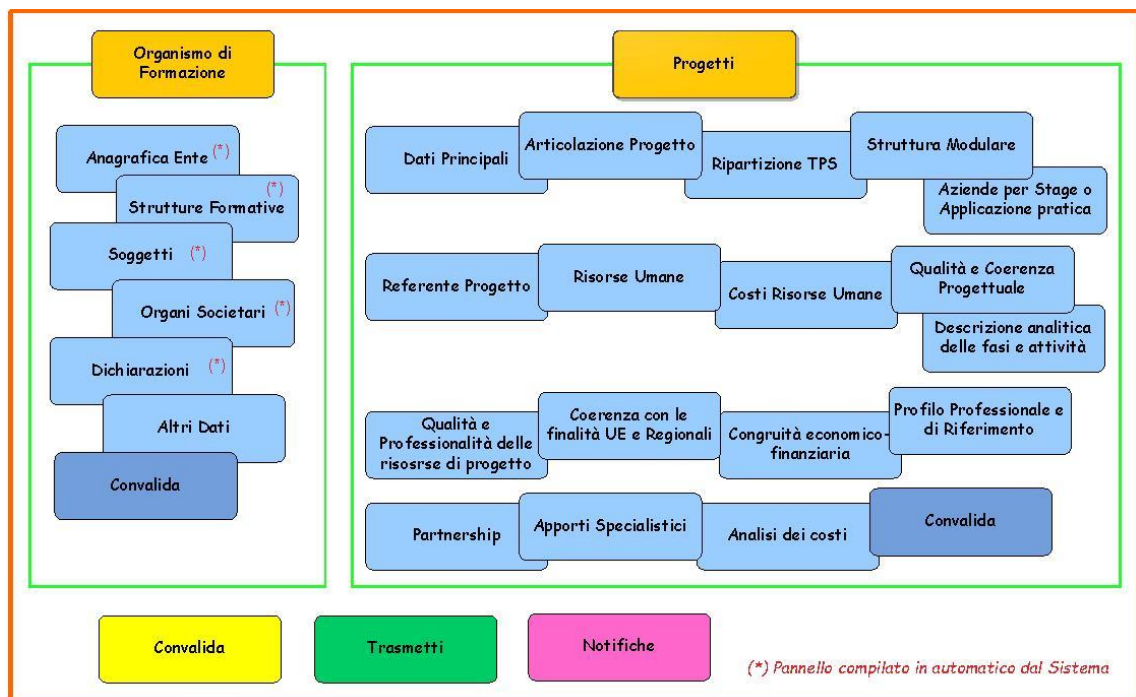 Organismo di
Formazione
Anagrafica Ente (*)
Strutture Formative (*)
Soggetti (*)
Organi Societari (*)
Dichiarazioni (*)
Altri Dati
Convalida
Progetti
Dati Principali
Articolazione Progetto
Ripartizione TPS
Struttura Modulare
Aziende per Stage o
Applicazione pratica
Referente Progetto
Risorse Umane
Costi Risorse Umane
Qualità e Coerenza
Progettuale
Descrizione analitica
delle fasi e attività
Qualità e
Professionalità delle
risosrse di progetto
Coerenza con le
finalità UE e Regionali
Congruità economico-
finanziaria
Profilo Professionale e
di Riferimento
Partnership
Apporti Specialistici
Analisi dei costi
Convalida
Convalida
Trasmetti
Notifiche
(*) Pannello compilato in automatico dal Sistema